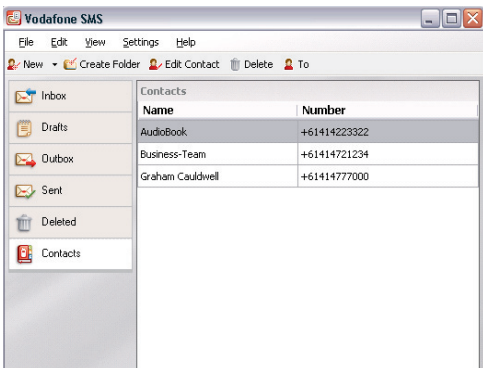 Vodafone SMS
File Edit View Settings Help
New Create Folder Edit Contact Delete To
Inbox
Drafts
Outbox
Sent
Deleted
Contacts
Contacts
Name Number
AudioBook +61414223322
Business-Team +61414721234
Graham Cauldwell +61414777000